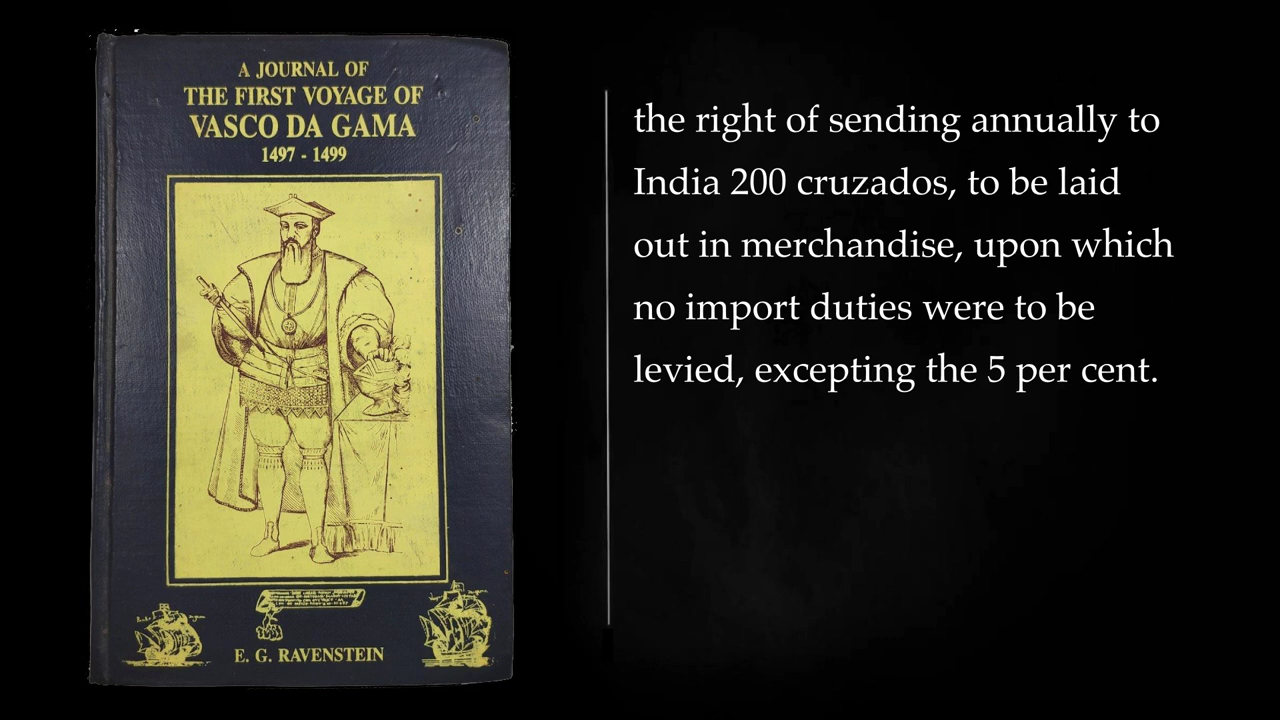 A JOURNAL OF
THE FIRST VOYAGE OF
VASCO DA GAMA
1497 - 1499
E. G. RAVENSTEIN
the right of sending annually to
India 200 cruzados, to be laid
out in merchandise, upon which
no import duties were to be
levied, excepting the 5 per cent.